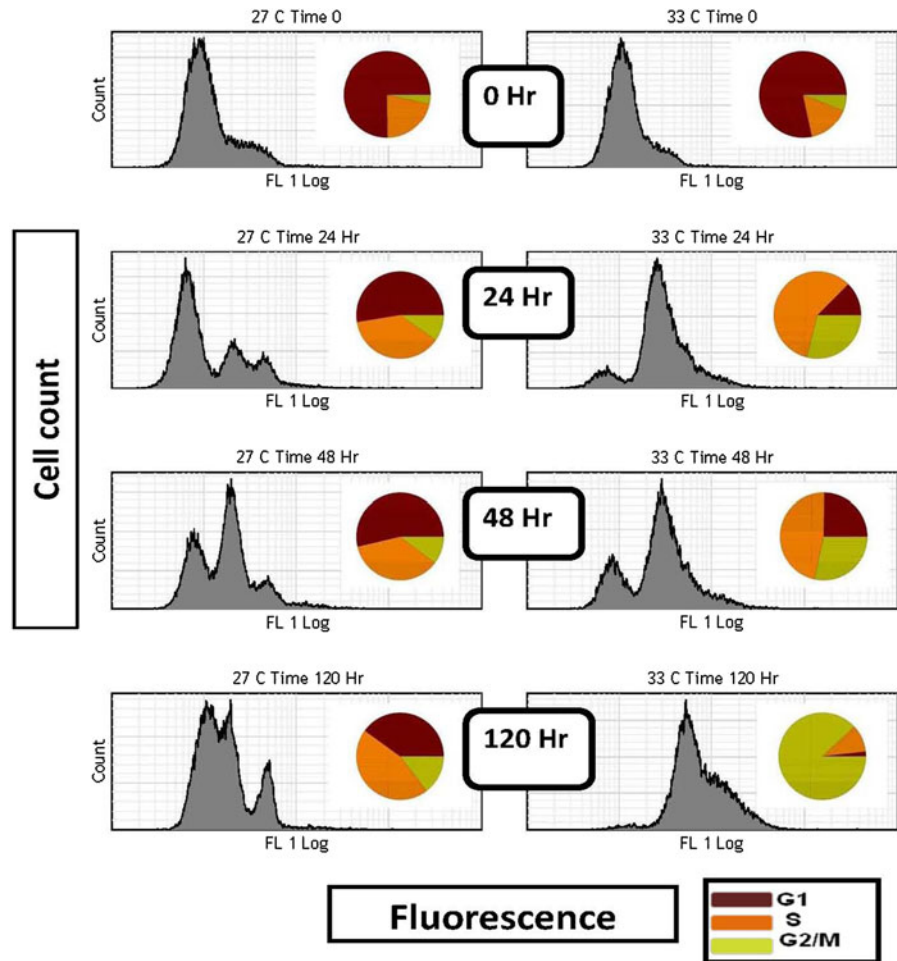 27 C Time 0
33 C Time 0
Count
0 Hr
FL 1 Log
FL 1 Log
Cell count
27 C Time 24 Hr
33 C Time 24 Hr
Count
24 Hr
FL 1 Log
FL 1 Log
27 C Time 48 Hr
33 C Time 48 Hr
Count
48 Hr
FL 1 Log
FL 1 Log
27 C Time 120 Hr
33 C Time 120 Hr
Count
120 Hr
FL 1 Log
FL 1 Log
Fluorescence
G1
S
G2/M